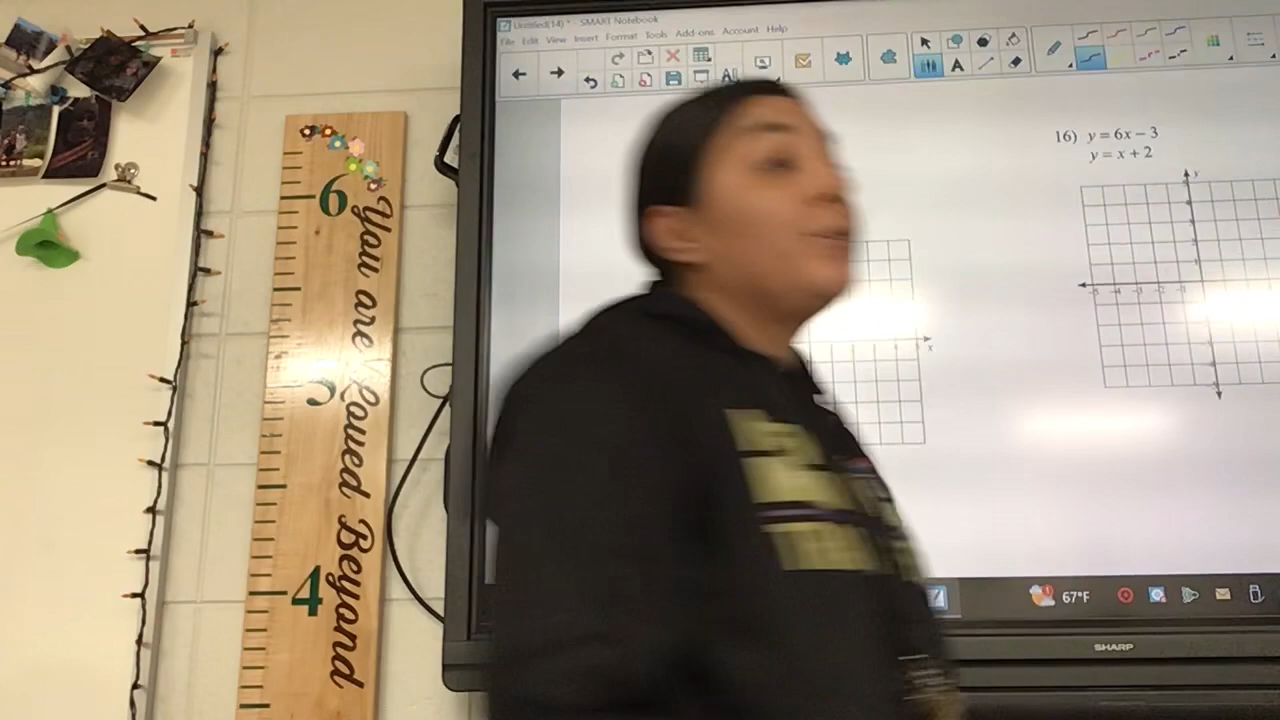 Untitled(14) * - SMART Notebook
File Edit View Insert Format Tools Add-ons Account Help
A
16) y = 6x − 3
y = x + 2
y
x
6
5
4
You are Loved Beyond
67°F
SHARP